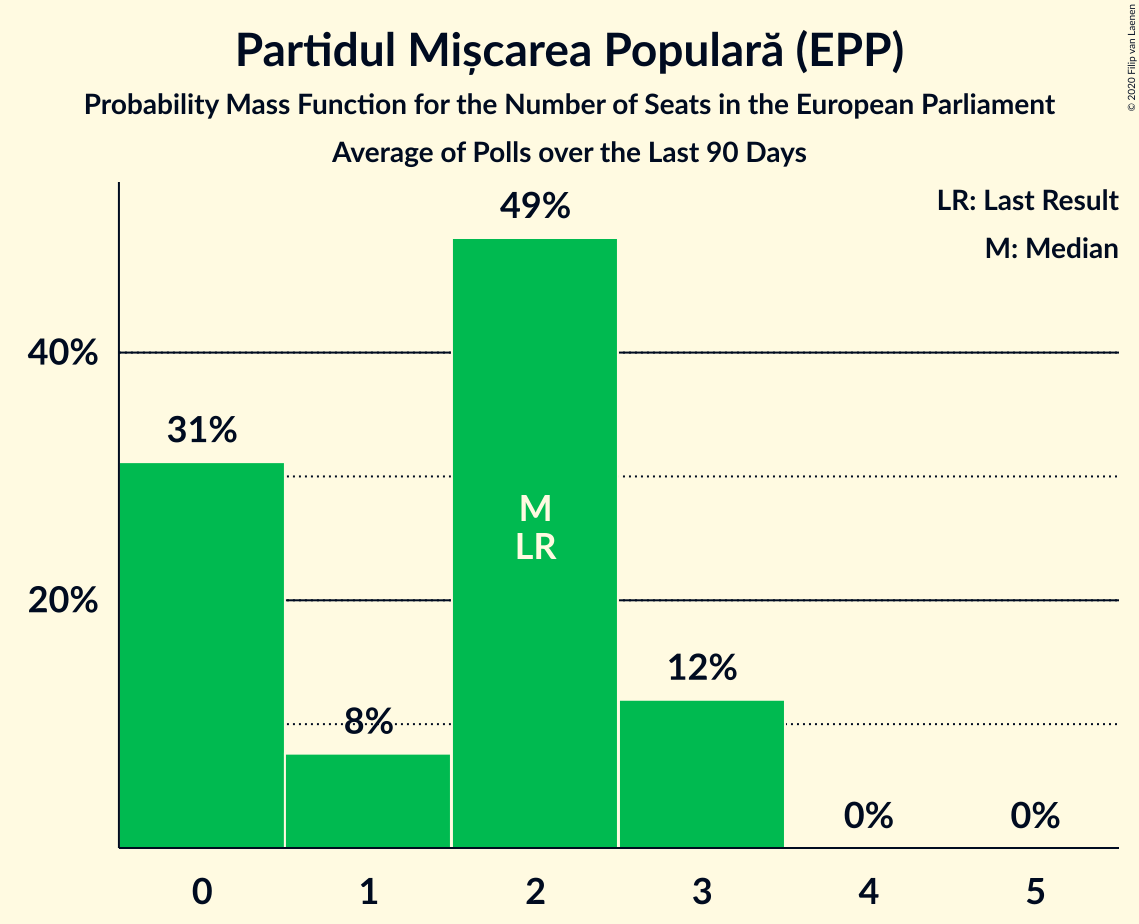 Partidul Mișcarea Populară (EPP)
Probability Mass Function for the Number of Seats in the European Parliament
Average of Polls over the Last 90 Days
© 2020 Filip van Laenen
LR: Last Result
M: Median
49%
40%
31%
M
LR
20%
12%
8%
0%
0%
0 1 2 3 4 5